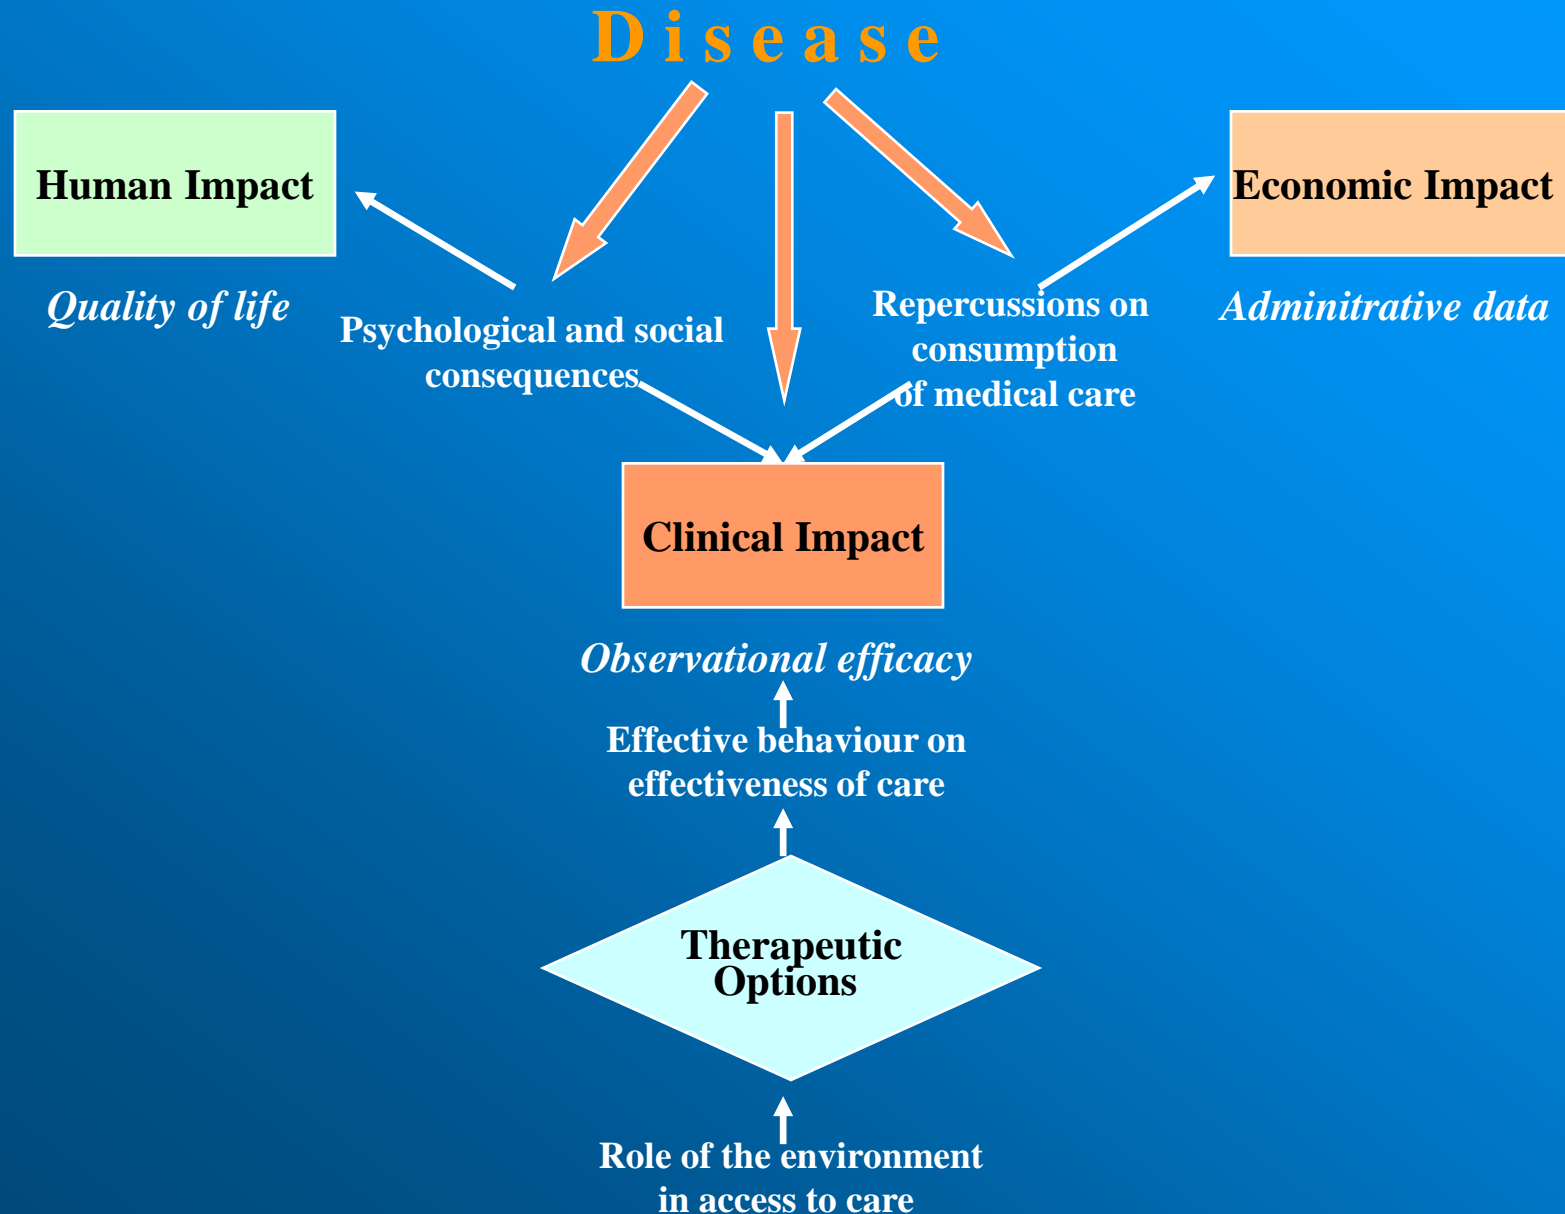 Disease
Human Impact
Economic Impact
Quality of life
Psychological and social
consequences
Repercussions on
consumption
of medical care
Adminitrative data
Clinical Impact
Observational efficacy
Effective behaviour on
effectiveness of care
Therapeutic
Options
Role of the environment
in access to care